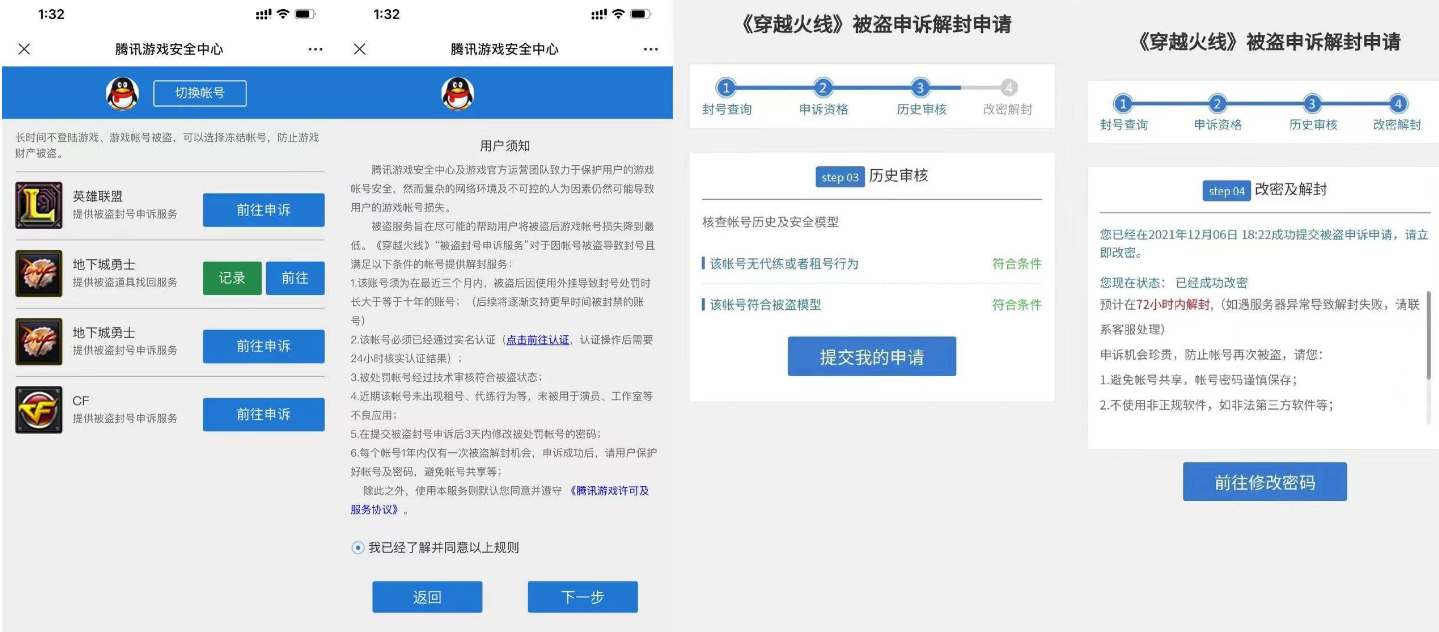 1:32
腾讯游戏安全中心
切换帐号
长时间不登陆游戏、游戏帐号被盗，可以选择冻结帐号，防止游戏
财产被盗。
英雄联盟
提供被盗封号申诉服务
前往申诉
地下城勇士
提供被盗道具找回服务
记录
前往
地下城勇士
提供被盗封号申诉服务
前往申诉
CF
提供被盗封号申诉服务
前往申诉
1:32
腾讯游戏安全中心
用户须知
腾讯游戏安全中心及游戏官方运营团队致力于保护用户的游戏
帐号安全，然而复杂的网络环境及不可控的人为因素仍然可能导致
用户的游戏帐号损失。
被盗服务旨在尽可能的帮助用户将被盗后游戏帐号损失降到最
低。《穿越火线》“被盗封号申诉服务”对于因帐号被盗导致封号且
满足以下条件的帐号提供解封服务：
1.该账号须为在最近三个月内，被盗后因使用外挂导致封号处罚时
长大于等于十年的账号；（后续将逐渐支持更早时间被封禁的账
号）
2.该帐号必须已经通过实名认证（点击前往认证，认证操作后需要
24小时核实认证结果）；
3.被处罚帐号经过技术审核符合被盗状态；
4.近期该帐号未出现租号、代练行为等，未被用于演员、工作室等
不良应用；
5.在提交被盗封号申诉后3天内修改被处罚帐号的密码；
6.每个帐号1年内仅有一次被盗解封机会，申诉成功后，请用户保护
好帐号及密码，避免帐号共享等；
除此之外，使用本服务则默认您同意并遵守 《腾讯游戏许可及
服务协议》。
我已经了解并同意以上规则
返回
下一步
《穿越火线》被盗申诉解封申请
1
2
3
4
封号查询
申诉资格
历史审核
改密解封
step 03 历史审核
核查帐号历史及安全模型
该帐号无代练或者租号行为
符合条件
该帐号符合被盗模型
符合条件
提交我的申请
《穿越火线》被盗申诉解封申请
1
2
3
4
封号查询
申诉资格
历史审核
改密解封
step 04 改密及解封
您已经在2021年12月06日 18:22成功提交被盗申诉申请，请立
即改密。
您现在状态： 已经成功改密
预计在72小时内解封，（如遇服务器异常导致解封失败，请联
系客服处理）
申诉机会珍贵，防止帐号再次被盗，请您：
1.避免帐号共享，帐号密码谨慎保存；
2.不使用非正规软件，如非法第三方软件等；
前往修改密码